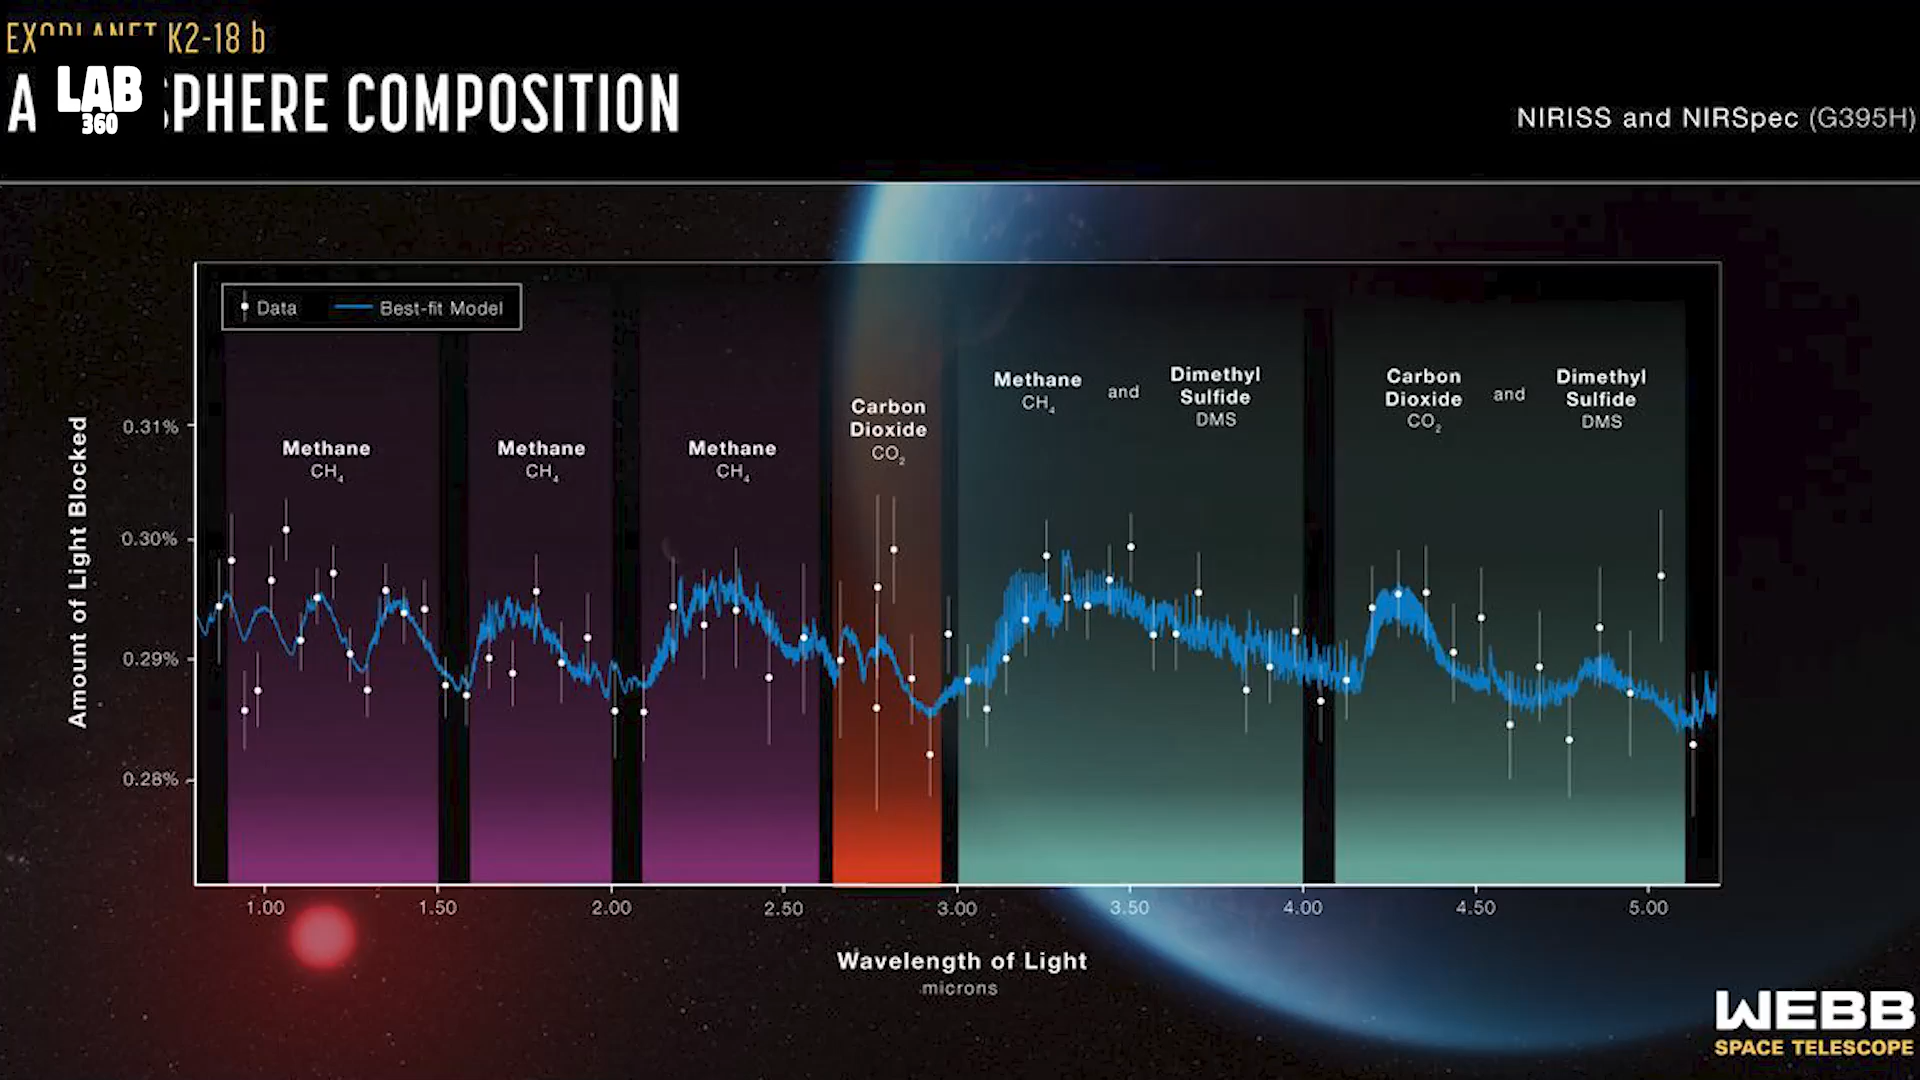 K2-18 b
LAB
360
COMPOSITION
NIRISS and NIRSpec (G395H)
Data
Best-fit Model
Methane
CH₄
Methane
CH₄
Methane
CH₄
Carbon
Dioxide
CO₂
Methane
CH₄
and
Dimethyl
Sulfide
DMS
Carbon
Dioxide
CO₂
and
Dimethyl
Sulfide
DMS
Amount of Light Blocked
0.31%
0.30%
0.29%
0.28%
1.00
1.50
2.00
2.50
3.00
3.50
4.00
4.50
5.00
Wavelength of Light
microns
WEBB
SPACE TELESCOPE